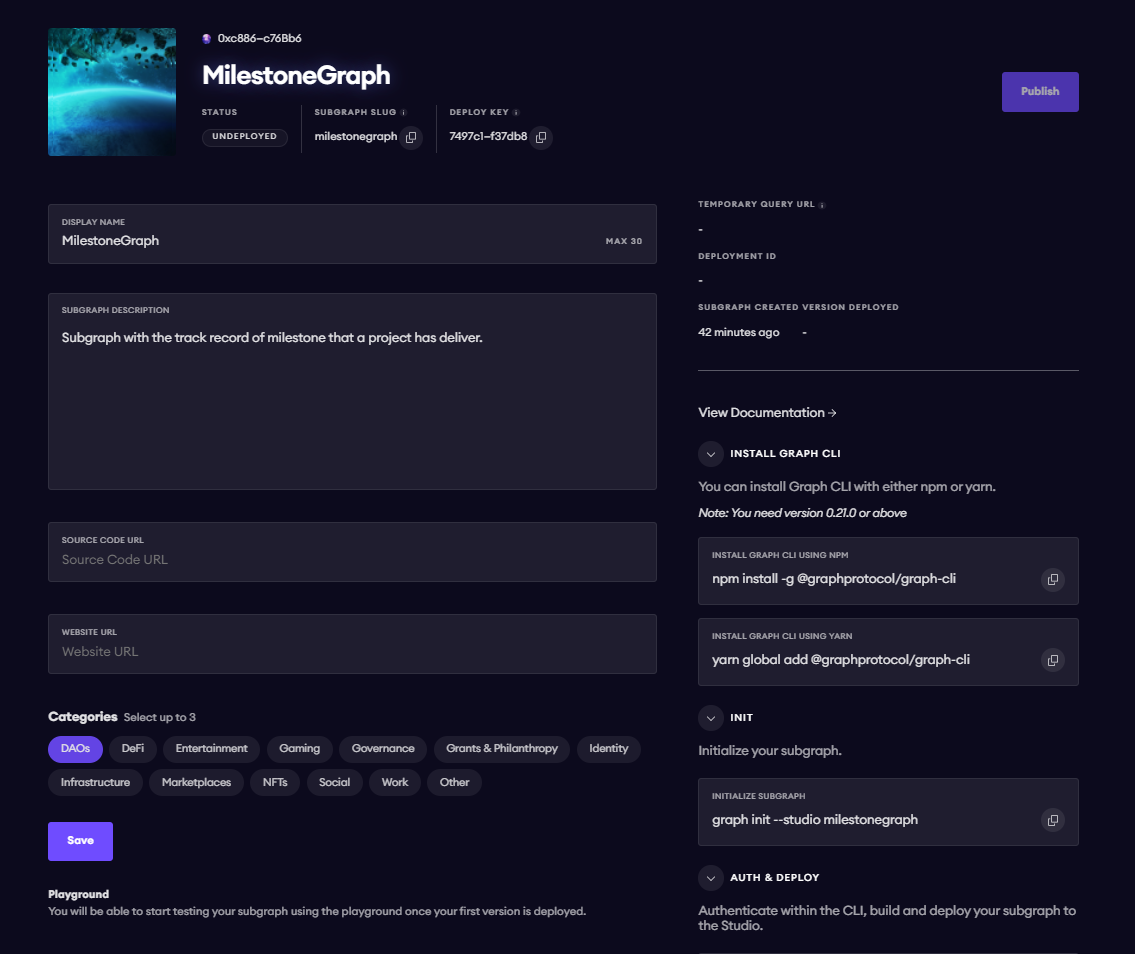 0xc886-c76Bb6
MilestoneGraph
STATUS
UNDEPLOYED
SUBGRAPH SLUG
milestonegraph
DEPLOY KEY
7497c1-f37db8
Publish
DISPLAY NAME
MilestoneGraph
MAX 30
SUBGRAPH DESCRIPTION
Subgraph with the track record of milestone that a project has deliver.
SOURCE CODE URL
Source Code URL
WEBSITE URL
Website URL
Categories Select up to 3
DAOs DeFi Entertainment Gaming Governance Grants & Philanthropy Identity
Infrastructure Marketplaces NFTs Social Work Other
Save
Playground
You will be able to start testing your subgraph using the playground once your first version is deployed.
TEMPORARY QUERY URL
-
DEPLOYMENT ID
-
SUBGRAPH CREATED VERSION DEPLOYED
42 minutes ago -
View Documentation →
INSTALL GRAPH CLI
You can install Graph CLI with either npm or yarn.
Note: You need version 0.21.0 or above
INSTALL GRAPH CLI USING NPM
npm install -g @graphprotocol/graph-cli
INSTALL GRAPH CLI USING YARN
yarn global add @graphprotocol/graph-cli
INIT
Initialize your subgraph.
INITIALIZE SUBGRAPH
graph init --studio milestonegraph
AUTH & DEPLOY
Authenticate within the CLI, build and deploy your subgraph to
the Studio.